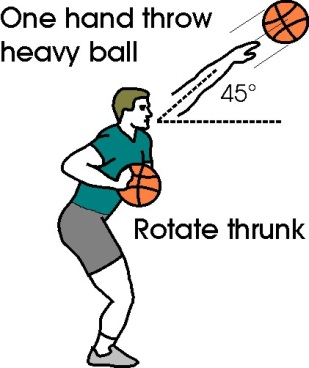 One hand throw
heavy ball
45°
Rotate thrunk